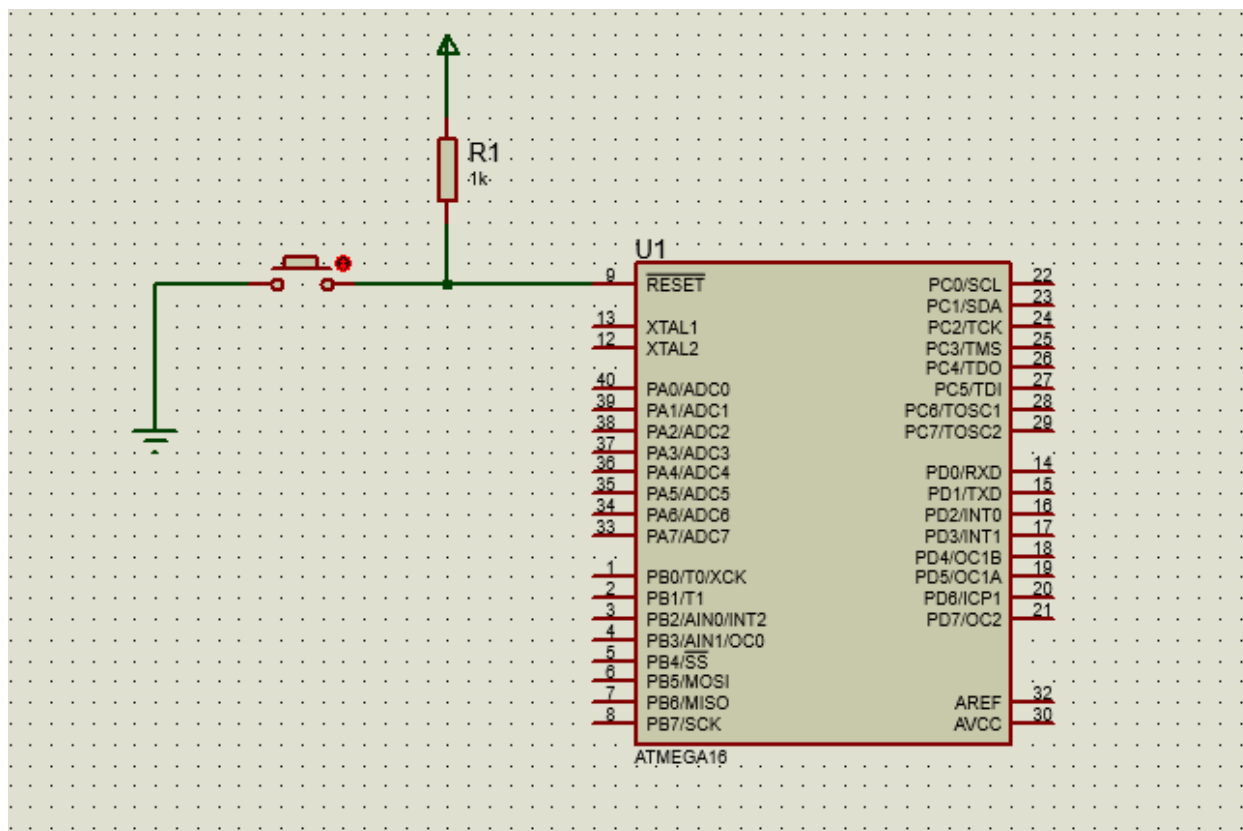 R1
1k
U1
9 RESET
13 XTAL1
12 XTAL2
40 PA0/ADC0
39 PA1/ADC1
38 PA2/ADC2
37 PA3/ADC3
36 PA4/ADC4
35 PA5/ADC5
34 PA6/ADC6
33 PA7/ADC7
1 PB0/T0/XCK
2 PB1/T1
3 PB2/AIN0/INT2
4 PB3/AIN1/OC0
5 PB4/SS
6 PB5/MOSI
7 PB6/MISO
8 PB7/SCK
PC0/SCL 22
PC1/SDA 23
PC2/TCK 24
PC3/TMS 25
PC4/TDO 26
PC5/TDI 27
PC6/TOSC1 28
PC7/TOSC2 29
PD0/RXD 14
PD1/TXD 15
PD2/INT0 16
PD3/INT1 17
PD4/OC1B 18
PD5/OC1A 19
PD6/ICP1 20
PD7/OC2 21
AREF 32
AVCC 30
ATMEGA16